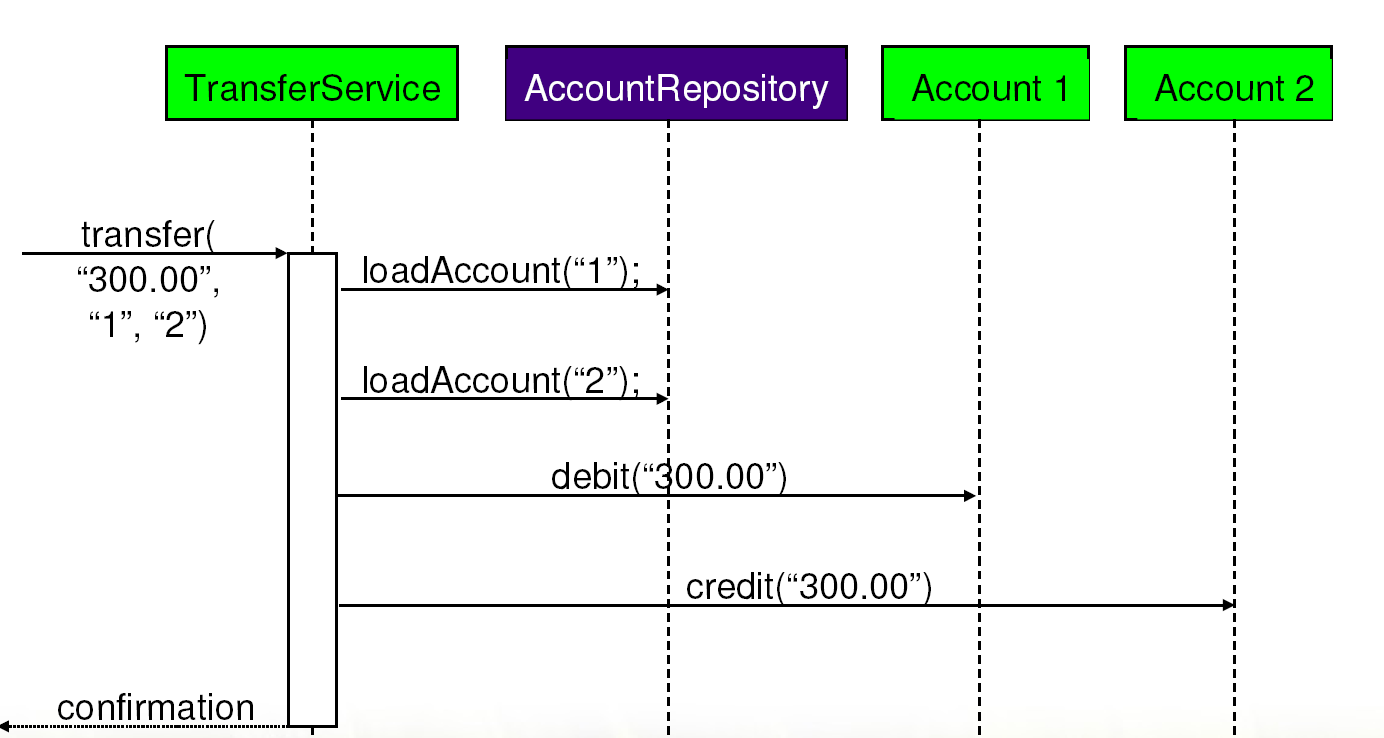 TransferService
AccountRepository
Account 1
Account 2
transfer(
“300.00”,
“1”, “2”)
loadAccount(“1”);
loadAccount(“2”);
debit(“300.00”)
credit(“300.00”)
confirmation